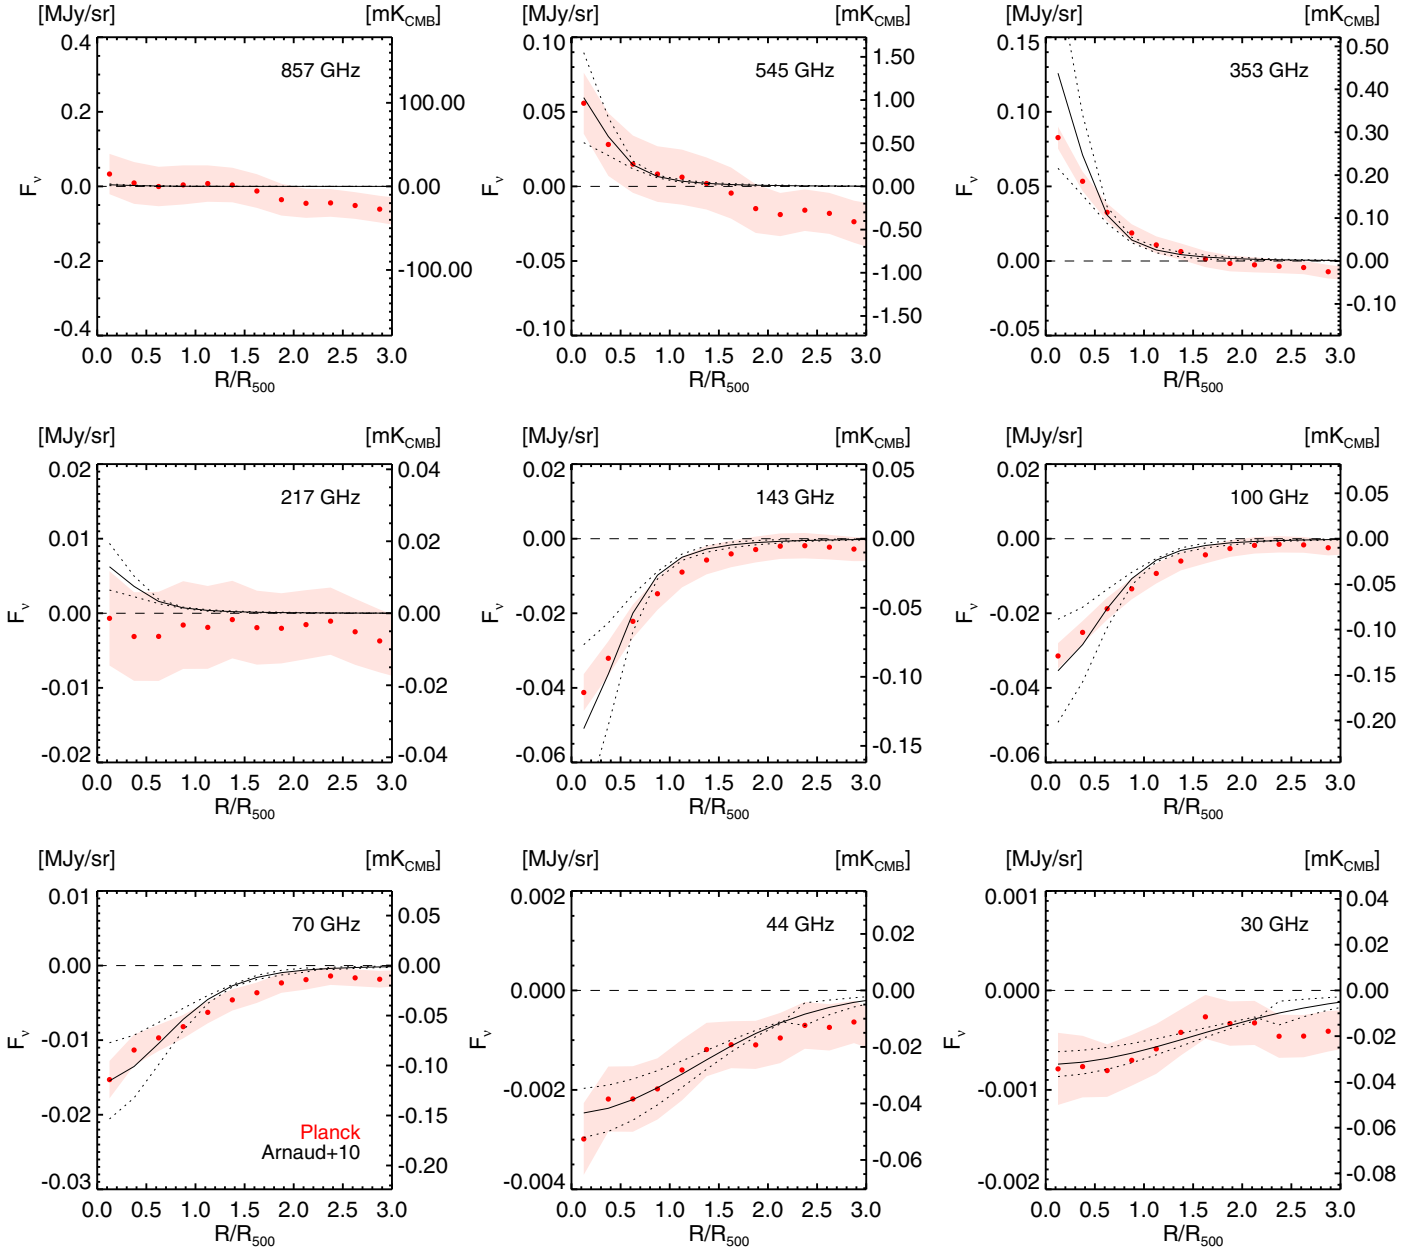 [MJy/sr] [mK_CMB] [MJy/sr] [mK_CMB] [MJy/sr] [mK_CMB]
0.4 0.10 0.15
857 GHz 545 GHz 353 GHz
1.50 0.50
0.2 100.00 0.05 1.00 0.10 0.40
0.50 0.30
F_ν 0.0 0.00 F_ν 0.00 0.00 F_ν 0.05 0.20
-0.50 0.10
-0.2 -100.00 -0.05 -1.00 0.00 0.00
-1.50 -0.10
-0.4 -0.10 -0.05
0.0 0.5 1.0 1.5 2.0 2.5 3.0 0.0 0.5 1.0 1.5 2.0 2.5 3.0 0.0 0.5 1.0 1.5 2.0 2.5 3.0
R/R_500 R/R_500 R/R_500
[MJy/sr] [mK_CMB] [MJy/sr] [mK_CMB] [MJy/sr] [mK_CMB]
0.02 0.04 0.02 0.05 0.02
217 GHz 143 GHz 100 GHz
0.05
0.01 0.02 0.00 0.00 0.00 0.00
F_ν 0.00 0.00 F_ν -0.02 -0.05 F_ν -0.02 -0.05
-0.10
-0.01 -0.02 -0.04 -0.10 -0.04 -0.15
-0.15 -0.20
-0.02 -0.04 -0.06 -0.06
0.0 0.5 1.0 1.5 2.0 2.5 3.0 0.0 0.5 1.0 1.5 2.0 2.5 3.0 0.0 0.5 1.0 1.5 2.0 2.5 3.0
R/R_500 R/R_500 R/R_500
[MJy/sr] [mK_CMB] [MJy/sr] [mK_CMB] [MJy/sr] [mK_CMB]
0.01 0.002 0.001 0.04
70 GHz 44 GHz 30 GHz
0.05 0.02 0.02
0.00 0.00 0.000 0.00 0.000 0.00
F_ν -0.01 -0.05 F_ν -0.02 F_ν -0.02
-0.10 -0.002 -0.04 -0.001 -0.04
-0.02 -0.15 -0.06 -0.06
Planck
Arnaud+10
-0.20 -0.08
-0.03 -0.004 -0.002
0.0 0.5 1.0 1.5 2.0 2.5 3.0 0.0 0.5 1.0 1.5 2.0 2.5 3.0 0.0 0.5 1.0 1.5 2.0 2.5 3.0
R/R_500 R/R_500 R/R_500